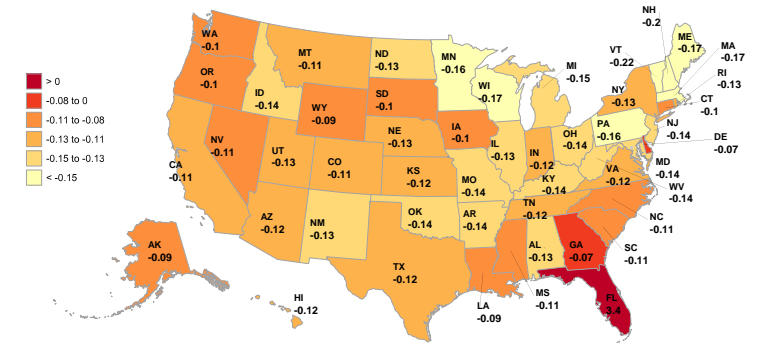 > 0
-0.08 to 0
-0.11 to -0.08
-0.13 to -0.11
-0.15 to -0.13
< -0.15
WA
-0.1
OR
-0.1
CA
-0.11
NV
-0.11
ID
-0.14
MT
-0.11
WY
-0.09
UT
-0.13
AZ
-0.12
CO
-0.11
NM
-0.13
ND
-0.13
SD
-0.1
NE
-0.13
KS
-0.12
OK
-0.14
TX
-0.12
MN
-0.16
IA
-0.1
MO
-0.14
AR
-0.14
LA
-0.09
WI
-0.17
IL
-0.13
MI
-0.15
IN
-0.12
OH
-0.14
KY
-0.14
TN
-0.12
MS
-0.11
AL
-0.13
GA
-0.07
FL
3.4
SC
-0.11
NC
-0.11
VA
-0.12
WV
-0.14
MD
-0.14
DE
-0.07
NJ
-0.14
PA
-0.16
NY
-0.13
CT
-0.1
RI
-0.13
MA
-0.17
VT
-0.22
NH
-0.2
ME
-0.17
AK
-0.09
HI
-0.12